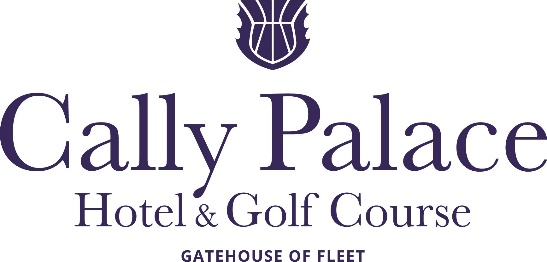 Cally Palace
Hotel & Golf Course
GATEHOUSE OF FLEET